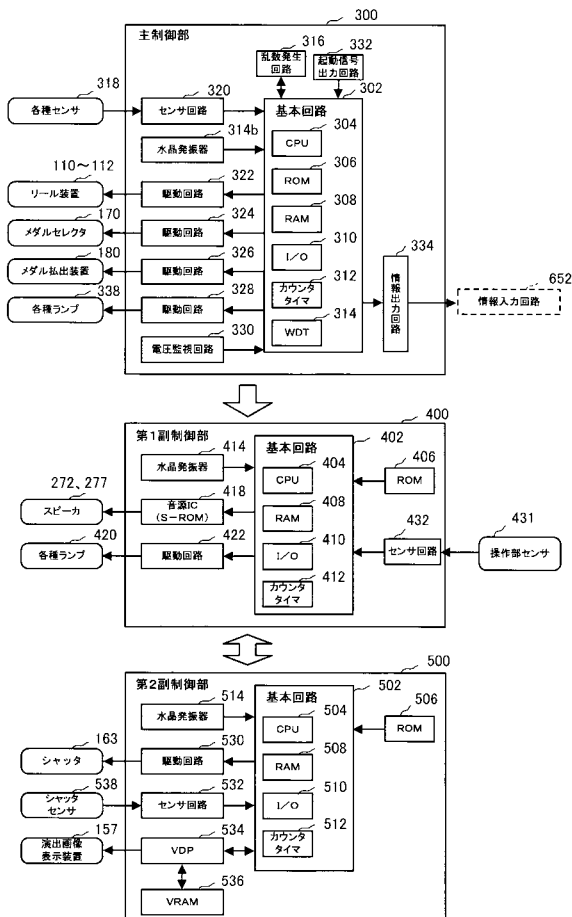 300
主制御部
316
乱数発生
回路
332
起動信号
出力回路
302
318
各種センサ
320
センサ回路
基本回路
314b
水晶発振器
304
CPU
110～112
リール装置
322
駆動回路
306
ROM
170
メダルセレクタ
324
駆動回路
308
RAM
180
メダル払出装置
326
駆動回路
310
I/O
334
情報出力回路
652
情報入力回路
338
各種ランプ
328
駆動回路
312
カウンタ
タイマ
330
電圧監視回路
314
WDT
400
第1副制御部
402
414
水晶発振器
基本回路
404
CPU
406
ROM
272、277
スピーカ
418
音源IC
(S-ROM)
408
RAM
432
センサ回路
431
操作部センサ
420
各種ランプ
422
駆動回路
410
I/O
412
カウンタ
タイマ
500
第2副制御部
502
514
水晶発振器
基本回路
504
CPU
506
ROM
163
シャッタ
530
駆動回路
508
RAM
538
シャッタ
センサ
532
センサ回路
510
I/O
157
演出画像
表示装置
534
VDP
512
カウンタ
タイマ
536
VRAM